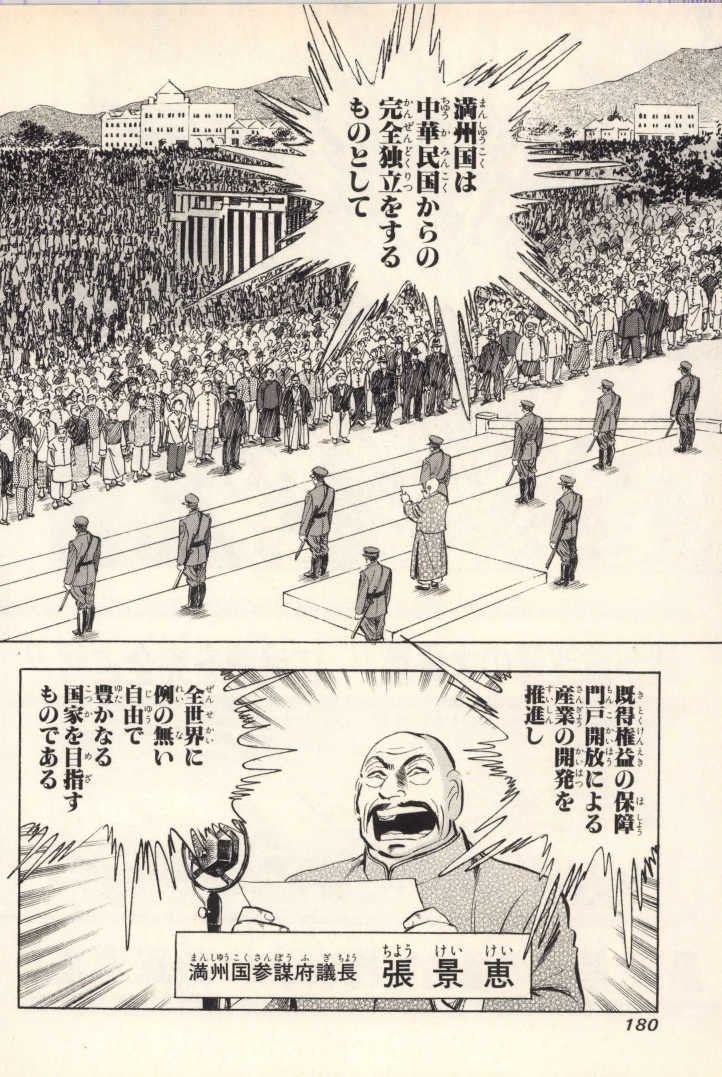 満州国は
中華民国からの
完全独立をする
ものとして
既得権益の保障
門戸開放による
産業の開発を
推進し
全世界に
例の無い
自由で
豊かなる
国家を目指す
ものである
満州国参謀府議長 張景恵
180